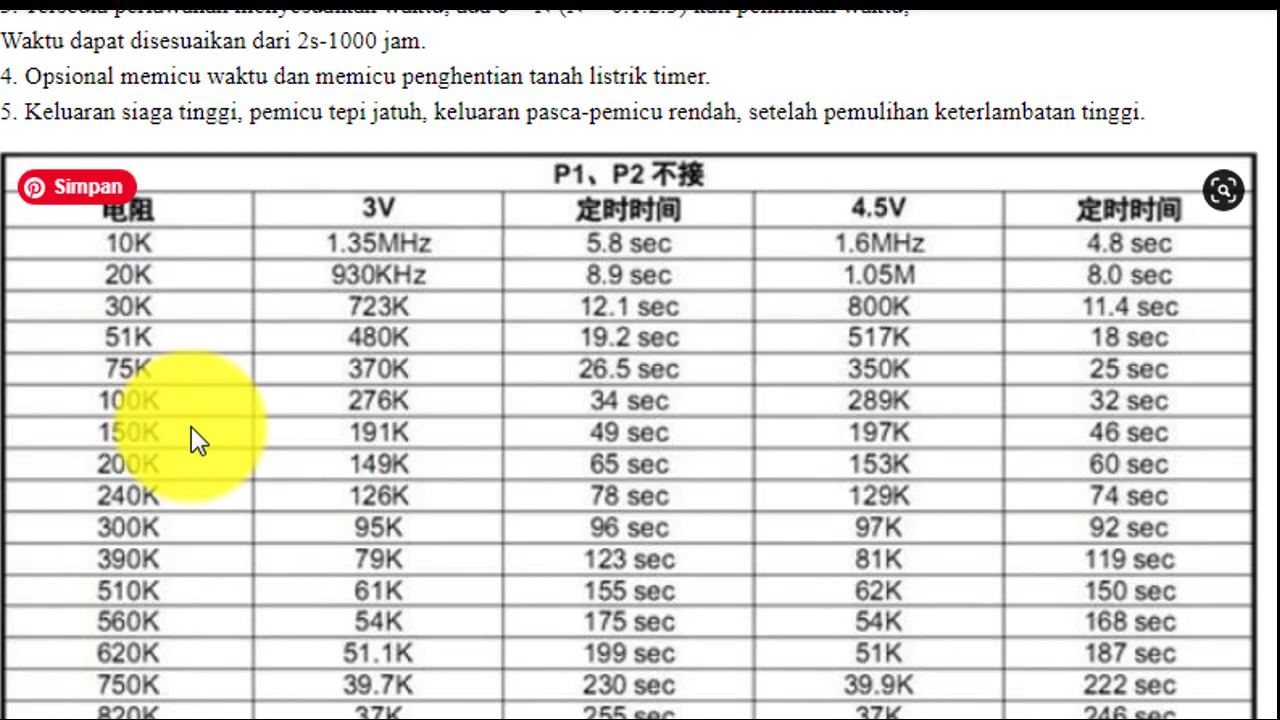 Waktu dapat disesuaikan dari 2s-1000 jam.
4. Opsional memicu waktu dan memicu penghentian tanah listrik timer.
5. Keluaran siaga tinggi, pemicu tepi jatuh, keluaran pasca-pemicu rendah, setelah pemulihan keterlambatan tinggi.
P1、P2 不接
Simpan
电阻 3V 定时时间 4.5V 定时时间
10K 1.35MHz 5.8 sec 1.6MHz 4.8 sec
20K 930KHz 8.9 sec 1.05M 8.0 sec
30K 723K 12.1 sec 800K 11.4 sec
51K 480K 19.2 sec 517K 18 sec
75K 370K 26.5 sec 350K 25 sec
100K 276K 34 sec 289K 32 sec
150K 191K 49 sec 197K 46 sec
200K 149K 65 sec 153K 60 sec
240K 126K 78 sec 129K 74 sec
300K 95K 96 sec 97K 92 sec
390K 79K 123 sec 81K 119 sec
510K 61K 155 sec 62K 150 sec
560K 54K 175 sec 54K 168 sec
620K 51.1K 199 sec 51K 187 sec
750K 39.7K 230 sec 39.9K 222 sec
820K 37K 255 sec 37K 246 sec